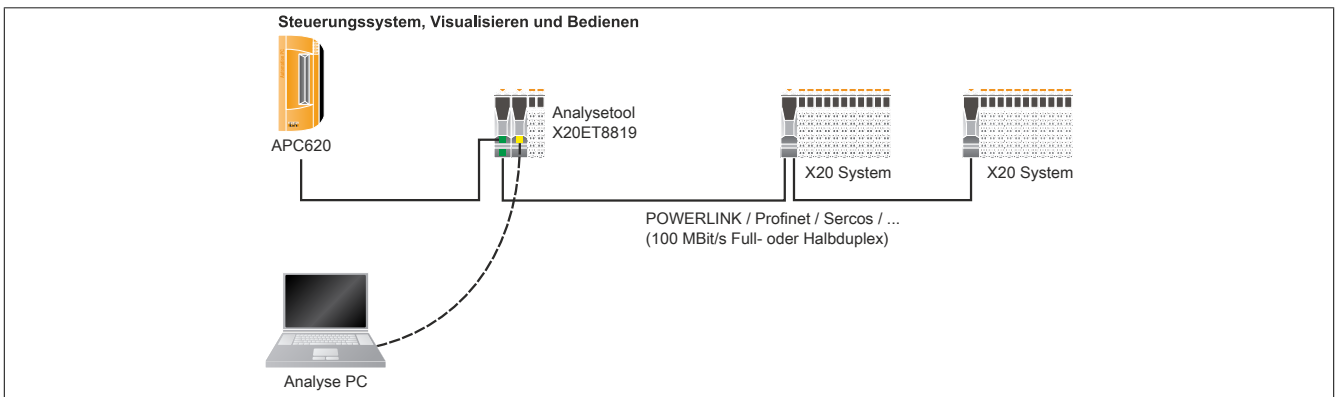 Steuerungssystem, Visualisieren und Bedienen
APC620
Analysetool
X20ET8819
X20 System
X20 System
POWERLINK / Profinet / Sercos / ...
(100 MBit/s Full- oder Halbduplex)
Analyse PC